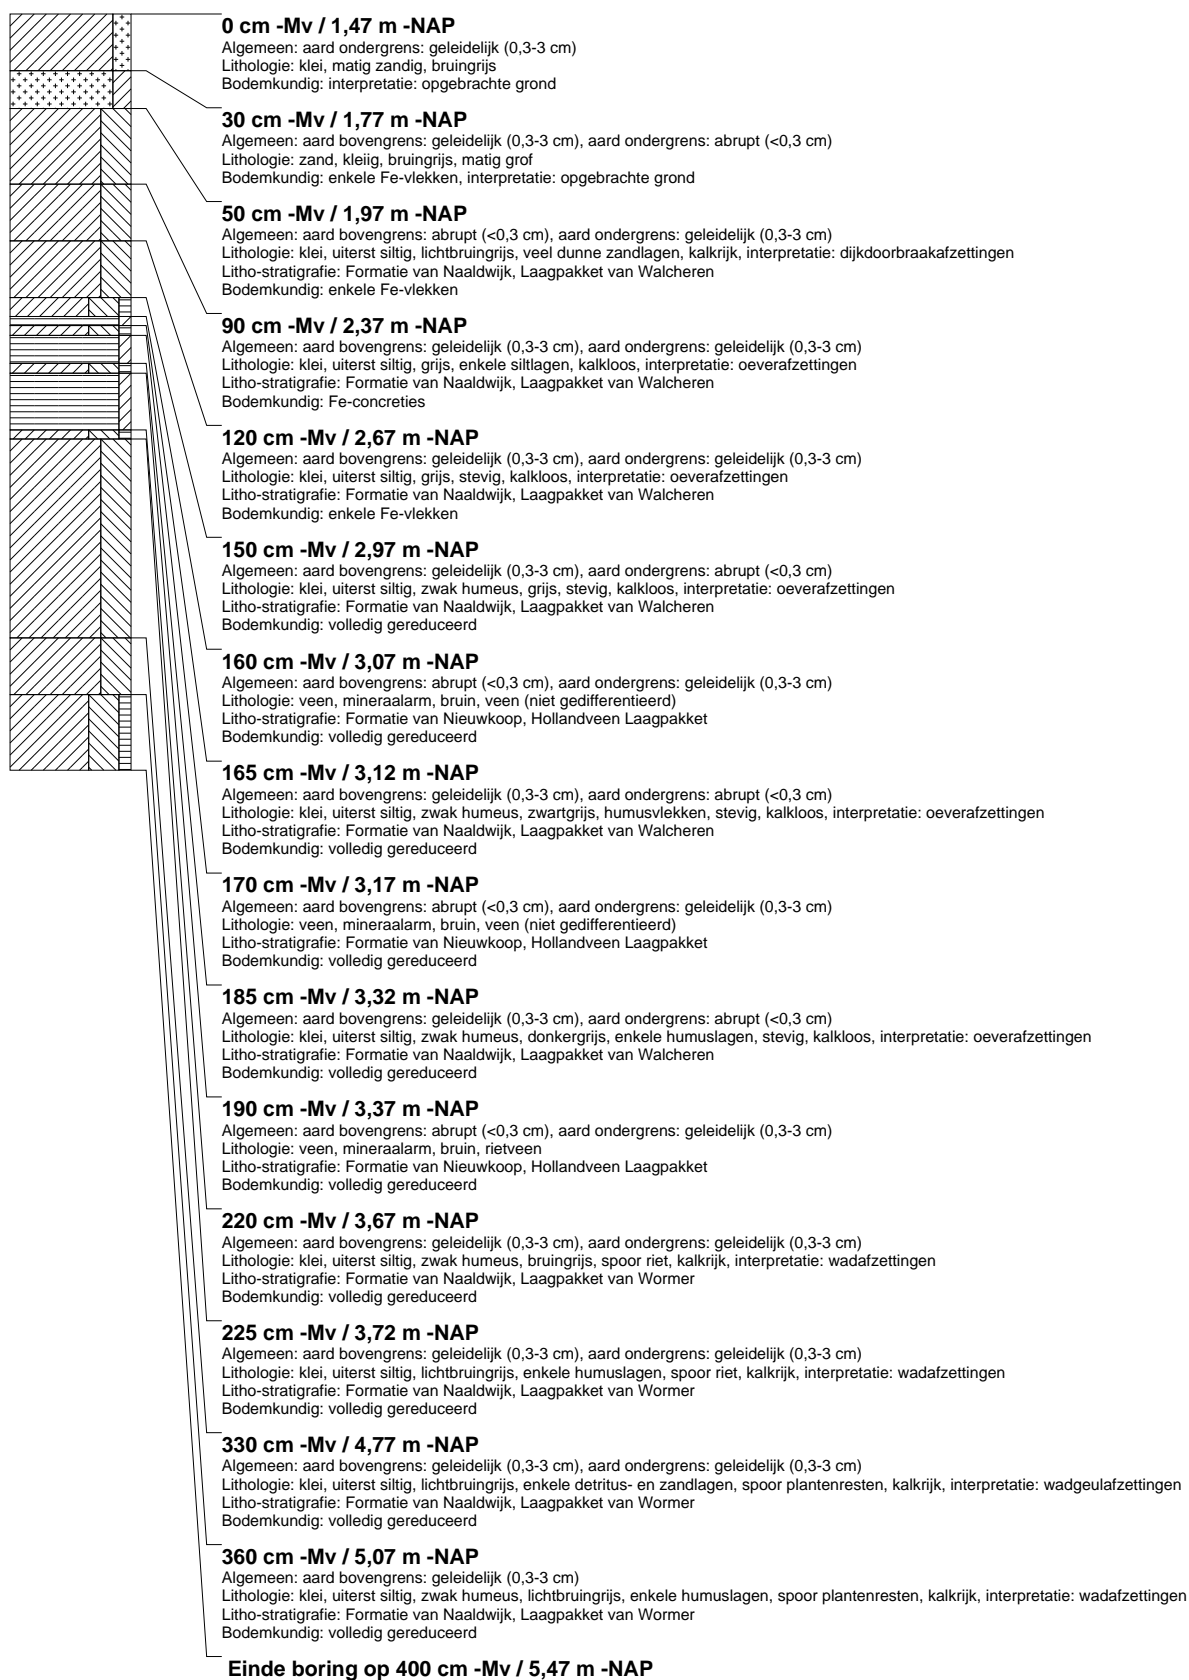 0 cm -Mv / 1,47 m -NAP
Algemeen: aard ondergrens: geleidelijk (0,3-3 cm)
Lithologie: klei, matig zandig, bruingrijs
Bodemkundig: interpretatie: opgebrachte grond
30 cm -Mv / 1,77 m -NAP
Algemeen: aard bovengrens: geleidelijk (0,3-3 cm), aard ondergrens: abrupt (<0,3 cm)
Lithologie: zand, kleiig, bruingrijs, matig grof
Bodemkundig: enkele Fe-vlekken, interpretatie: opgebrachte grond
50 cm -Mv / 1,97 m -NAP
Algemeen: aard bovengrens: abrupt (<0,3 cm), aard ondergrens: geleidelijk (0,3-3 cm)
Lithologie: klei, uiterst siltig, lichtbruingrijs, veel dunne zandlagen, kalkrijk, interpretatie: dijkdoorbraakafzettingen
Litho-stratigrafie: Formatie van Naaldwijk, Laagpakket van Walcheren
Bodemkundig: enkele Fe-vlekken
90 cm -Mv / 2,37 m -NAP
Algemeen: aard bovengrens: geleidelijk (0,3-3 cm), aard ondergrens: geleidelijk (0,3-3 cm)
Lithologie: klei, uiterst siltig, grijs, enkele siltlagen, kalkloos, interpretatie: oeverafzettingen
Litho-stratigrafie: Formatie van Naaldwijk, Laagpakket van Walcheren
Bodemkundig: Fe-concreties
120 cm -Mv / 2,67 m -NAP
Algemeen: aard bovengrens: geleidelijk (0,3-3 cm), aard ondergrens: geleidelijk (0,3-3 cm)
Lithologie: klei, uiterst siltig, grijs, stevig, kalkloos, interpretatie: oeverafzettingen
Litho-stratigrafie: Formatie van Naaldwijk, Laagpakket van Walcheren
Bodemkundig: enkele Fe-vlekken
150 cm -Mv / 2,97 m -NAP
Algemeen: aard bovengrens: geleidelijk (0,3-3 cm), aard ondergrens: abrupt (<0,3 cm)
Lithologie: klei, uiterst siltig, zwak humeus, grijs, stevig, kalkloos, interpretatie: oeverafzettingen
Litho-stratigrafie: Formatie van Naaldwijk, Laagpakket van Walcheren
Bodemkundig: volledig gereduceerd
160 cm -Mv / 3,07 m -NAP
Algemeen: aard bovengrens: abrupt (<0,3 cm), aard ondergrens: geleidelijk (0,3-3 cm)
Lithologie: veen, mineraalarm, bruin, veen (niet gedifferentieerd)
Litho-stratigrafie: Formatie van Nieuwkoop, Hollandveen Laagpakket
Bodemkundig: volledig gereduceerd
165 cm -Mv / 3,12 m -NAP
Algemeen: aard bovengrens: geleidelijk (0,3-3 cm), aard ondergrens: abrupt (<0,3 cm)
Lithologie: klei, uiterst siltig, zwak humeus, zwartgrijs, humusvlekken, stevig, kalkloos, interpretatie: oeverafzettingen
Litho-stratigrafie: Formatie van Naaldwijk, Laagpakket van Walcheren
Bodemkundig: volledig gereduceerd
170 cm -Mv / 3,17 m -NAP
Algemeen: aard bovengrens: abrupt (<0,3 cm), aard ondergrens: geleidelijk (0,3-3 cm)
Lithologie: veen, mineraalarm, bruin, veen (niet gedifferentieerd)
Litho-stratigrafie: Formatie van Nieuwkoop, Hollandveen Laagpakket
Bodemkundig: volledig gereduceerd
185 cm -Mv / 3,32 m -NAP
Algemeen: aard bovengrens: geleidelijk (0,3-3 cm), aard ondergrens: abrupt (<0,3 cm)
Lithologie: klei, uiterst siltig, zwak humeus, donkergrijs, enkele humuslagen, stevig, kalkloos, interpretatie: oeverafzettingen
Litho-stratigrafie: Formatie van Naaldwijk, Laagpakket van Walcheren
Bodemkundig: volledig gereduceerd
190 cm -Mv / 3,37 m -NAP
Algemeen: aard bovengrens: abrupt (<0,3 cm), aard ondergrens: geleidelijk (0,3-3 cm)
Lithologie: veen, mineraalarm, bruin, rietveen
Litho-stratigrafie: Formatie van Nieuwkoop, Hollandveen Laagpakket
Bodemkundig: volledig gereduceerd
220 cm -Mv / 3,67 m -NAP
Algemeen: aard bovengrens: geleidelijk (0,3-3 cm), aard ondergrens: geleidelijk (0,3-3 cm)
Lithologie: klei, uiterst siltig, zwak humeus, bruingrijs, spoor riet, kalkrijk, interpretatie: wadafzettingen
Litho-stratigrafie: Formatie van Naaldwijk, Laagpakket van Wormer
Bodemkundig: volledig gereduceerd
225 cm -Mv / 3,72 m -NAP
Algemeen: aard bovengrens: geleidelijk (0,3-3 cm), aard ondergrens: geleidelijk (0,3-3 cm)
Lithologie: klei, uiterst siltig, lichtbruingrijs, enkele humuslagen, spoor riet, kalkrijk, interpretatie: wadafzettingen
Litho-stratigrafie: Formatie van Naaldwijk, Laagpakket van Wormer
Bodemkundig: volledig gereduceerd
330 cm -Mv / 4,77 m -NAP
Algemeen: aard bovengrens: geleidelijk (0,3-3 cm), aard ondergrens: geleidelijk (0,3-3 cm)
Lithologie: klei, uiterst siltig, lichtbruingrijs, enkele detritus- en zandlagen, spoor plantenresten, kalkrijk, interpretatie: wadgeulafzettingen
Litho-stratigrafie: Formatie van Naaldwijk, Laagpakket van Wormer
Bodemkundig: volledig gereduceerd
360 cm -Mv / 5,07 m -NAP
Algemeen: aard bovengrens: geleidelijk (0,3-3 cm)
Lithologie: klei, uiterst siltig, zwak humeus, lichtbruingrijs, enkele humuslagen, spoor plantenresten, kalkrijk, interpretatie: wadafzettingen
Litho-stratigrafie: Formatie van Naaldwijk, Laagpakket van Wormer
Bodemkundig: volledig gereduceerd
Einde boring op 400 cm -Mv / 5,47 m -NAP